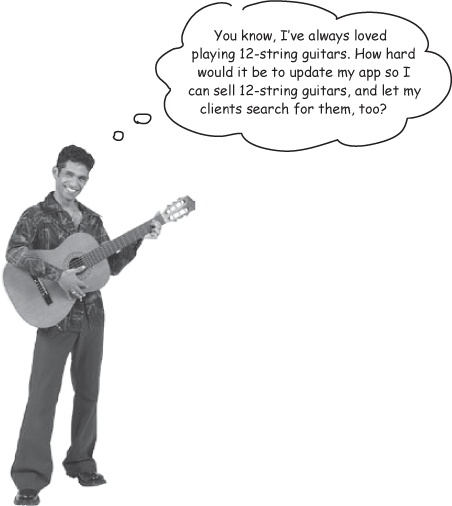 You know, I've always loved
playing 12-string guitars. How hard
would it be to update my app so I
can sell 12-string guitars, and let my
clients search for them, too?